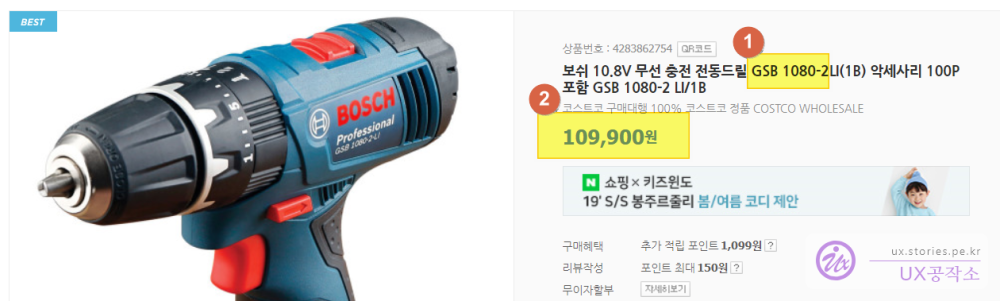 BEST
BOSCH
Professional
GSB 1080-2-LI
1
상품번호 : 4283862754 QR코드
보쉬 10.8V 무선 충전 전동드릴 GSB 1080-2LI(1B) 악세사리 100P
포함 GSB 1080-2 LI/1B
코스트코 구매대행 100% 코스트코 정품 COSTCO WHOLESALE
2
109,900원
N 쇼핑×키즈윈도
19' S/S 봉주르줄리 봄/여름 코디 제안
구매혜택 추가 적립 포인트 1,099원 ?
리뷰작성 포인트 최대 150원 ?
무이자할부 자세히보기
ux.stories.pe.kr
UX공작소